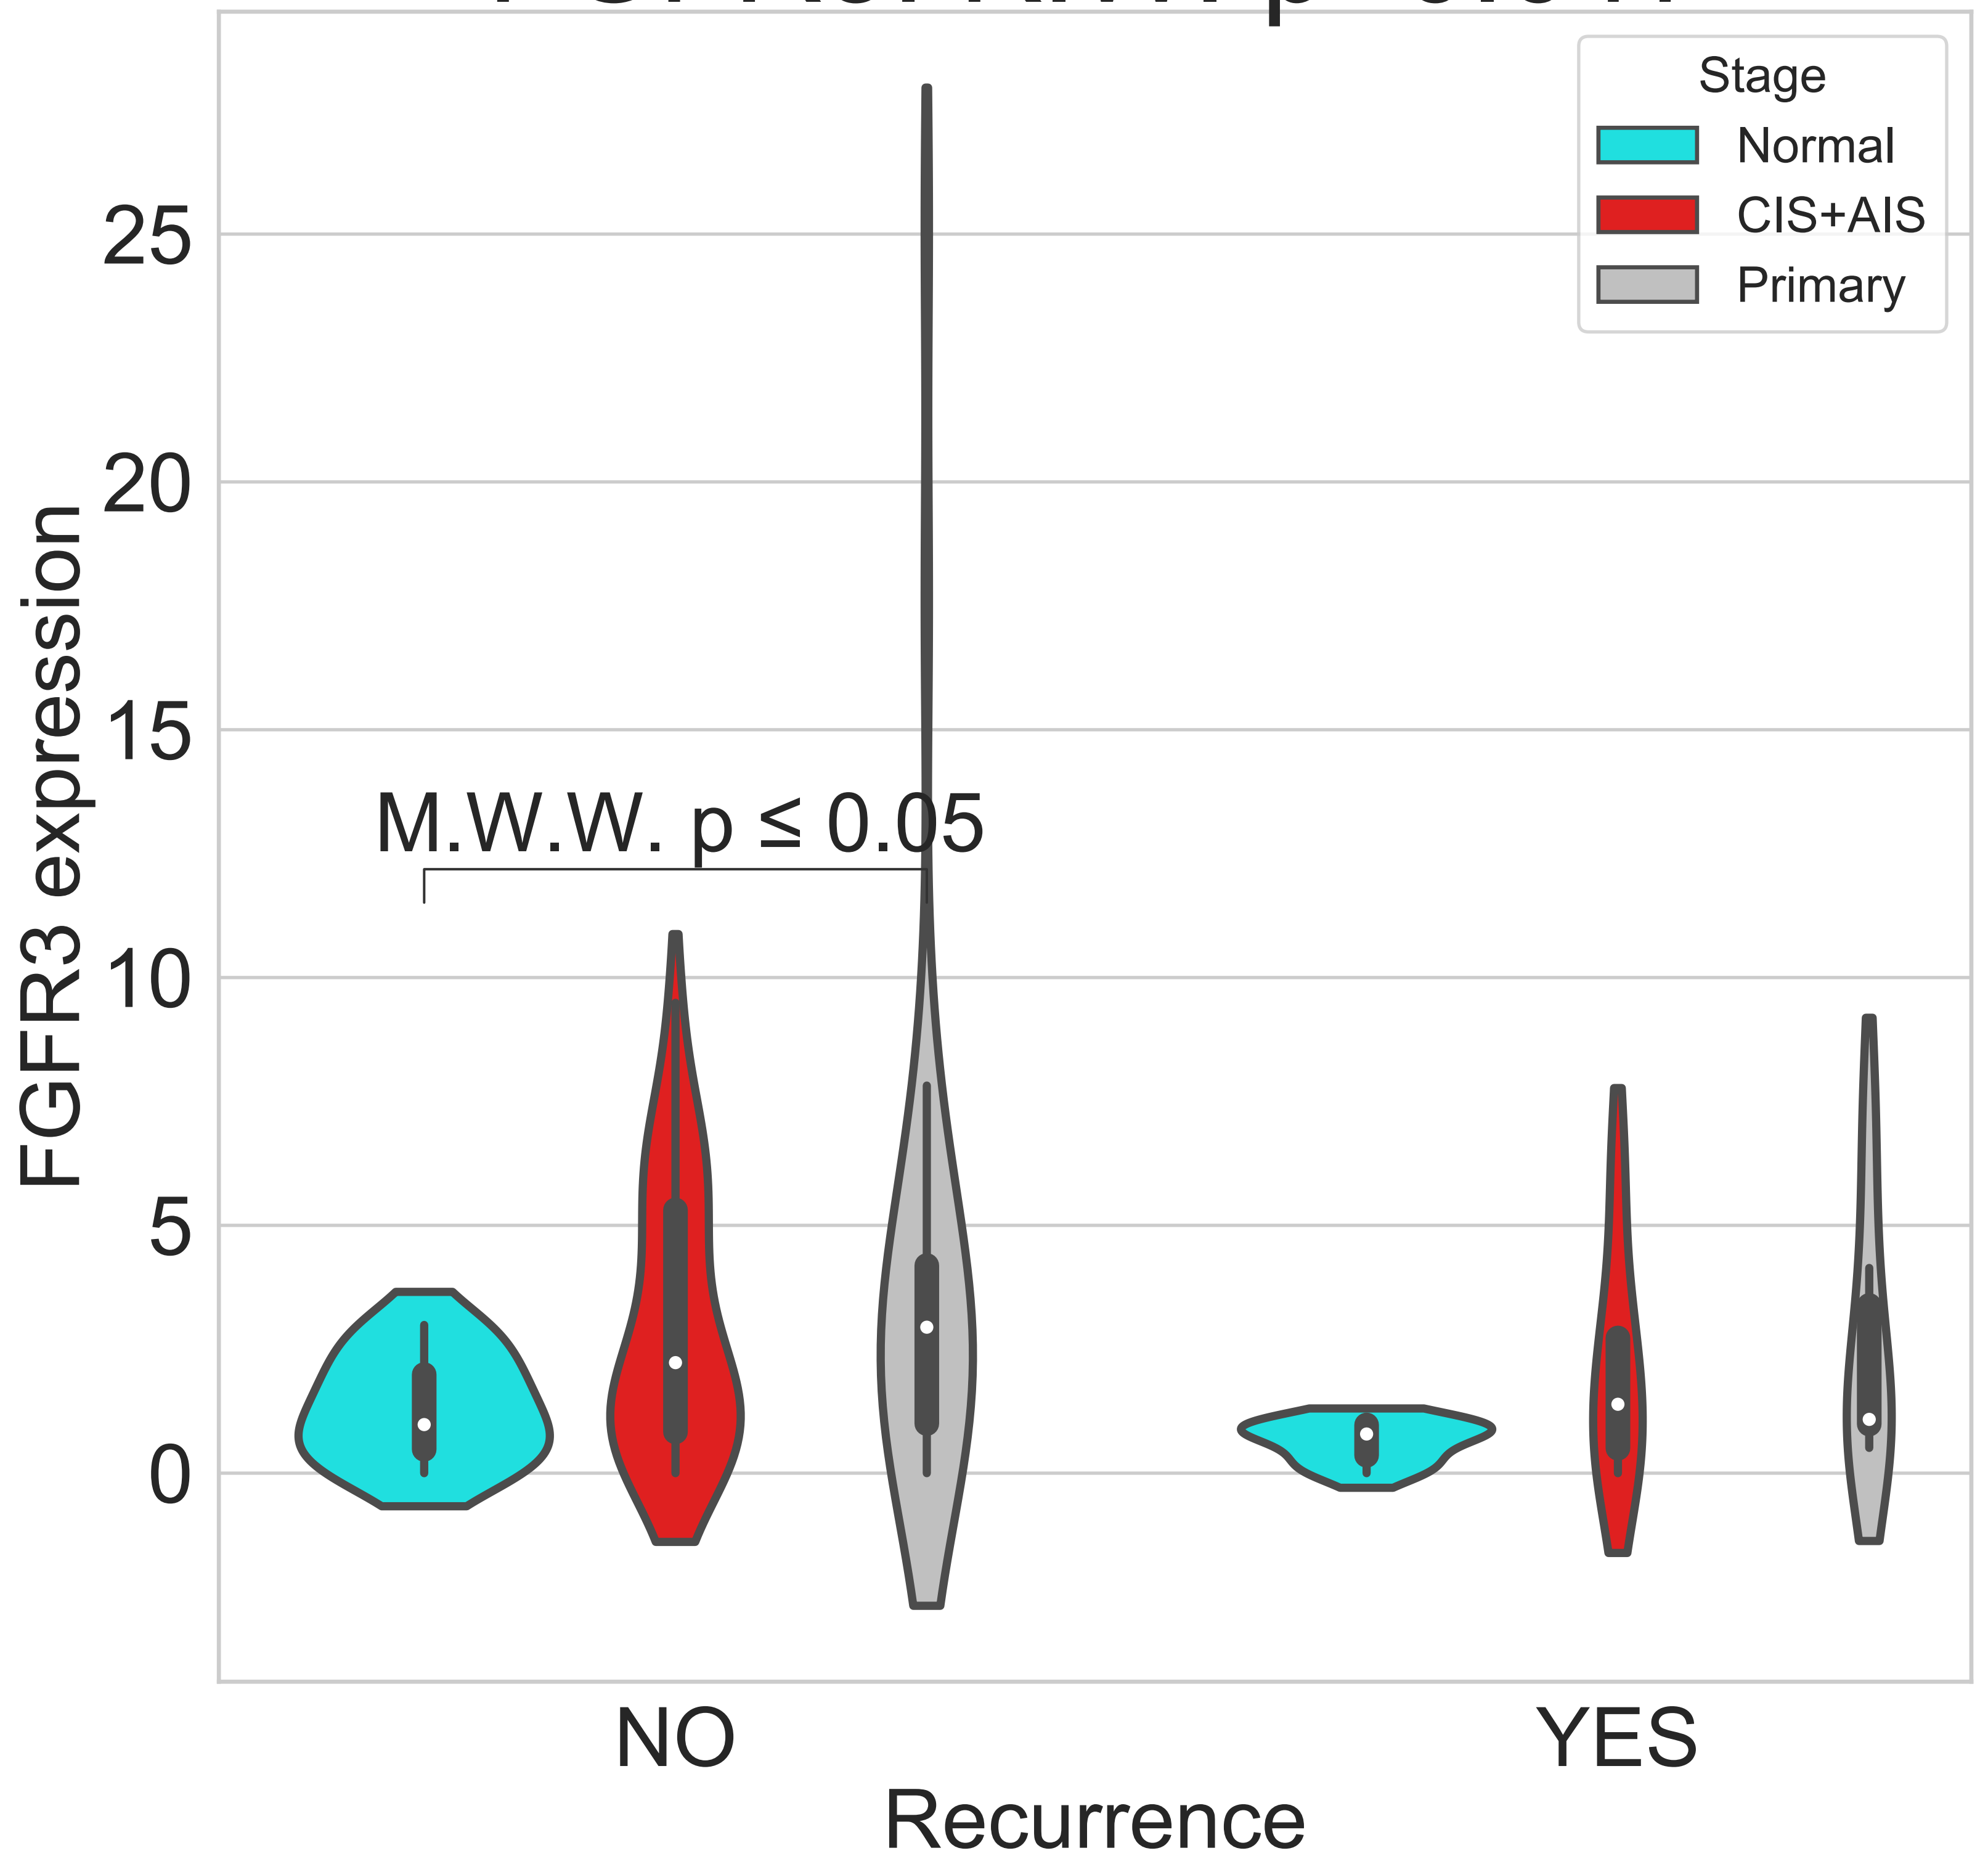 Stage
Normal
CIS+AIS
Primary
25
20
15
10
5
0
FGFR3 expression
M.W.W. p ≤ 0.05
NO
YES
Recurrence